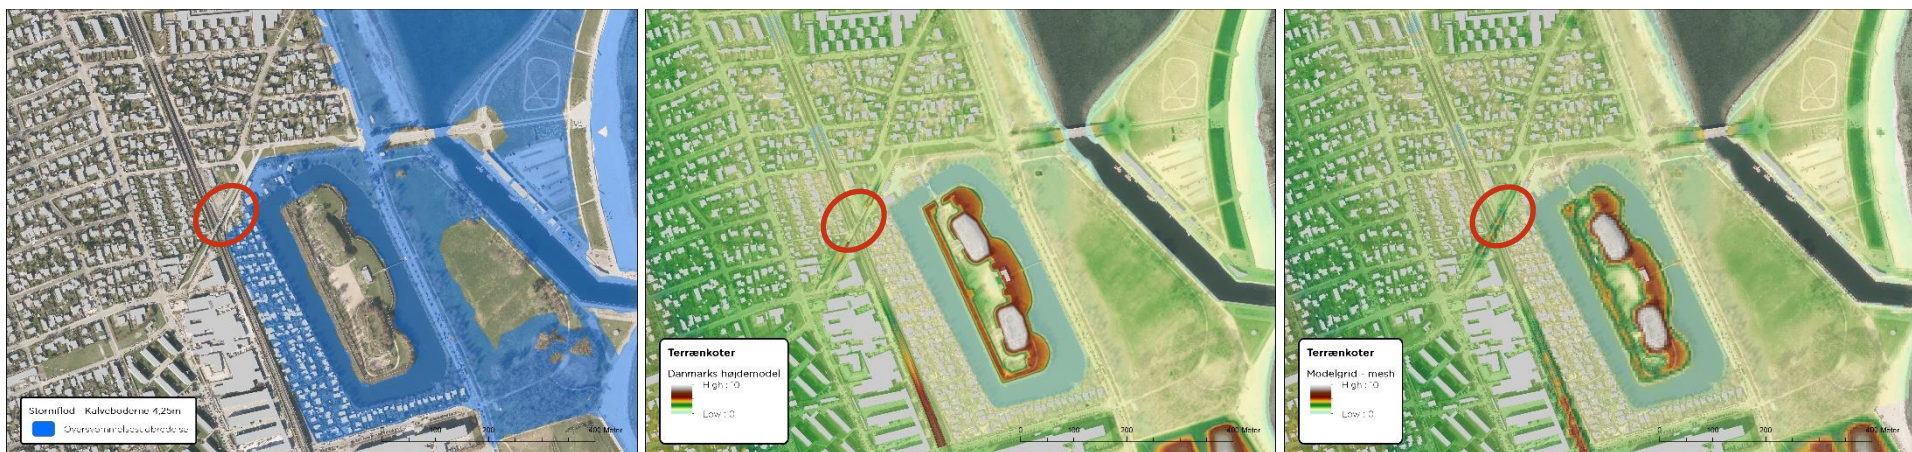 Stormflod - Kalveboderne 4,25m
Oversvømmelsesudbredelse
0 100 200 400 Meter
Terrænkoter
Danmarks højdemodel
High : 10
Low : 0
0 100 200 400 Meter
Terrænkoter
Modelgrid - mesh
High : 10
Low : 0
0 100 200 400 Meter